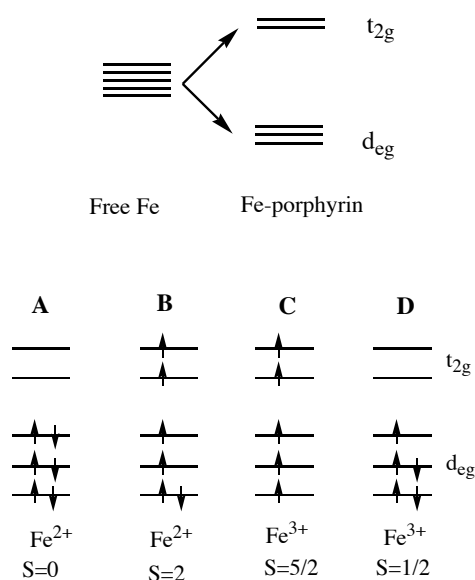 t2g
deg
Free Fe
Fe-porphyrin
A B C D
t2g
deg
Fe2+ Fe2+ Fe3+ Fe3+
S=0 S=2 S=5/2 S=1/2